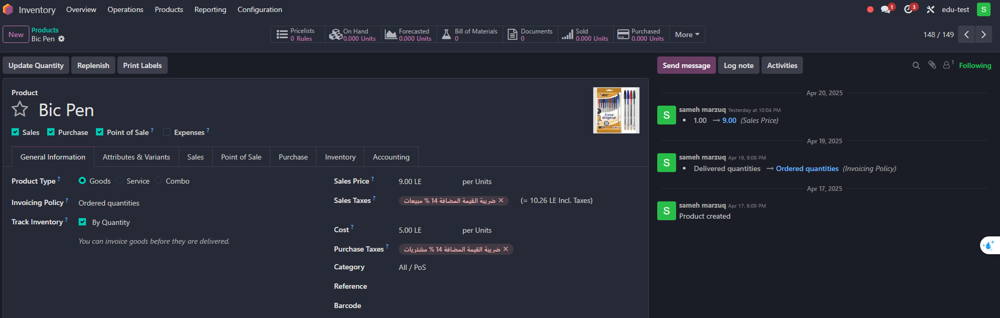 Inventory Overview Operations Products Reporting Configuration 1 3 edu-test S
New Products
Bic Pen
Pricelists
0 Rules
On Hand
0.000 Units
Forecasted
0.000 Units
Bill of Materials
0
Documents
0
Sold
0.000 Units
Purchased
0.000 Units
More
148 / 149
Update Quantity Replenish Print Labels
Product
Bic Pen
Sales Purchase Point of Sale ? Expenses ?
General Information Attributes & Variants Sales Point of Sale Purchase Inventory Accounting
Product Type ? Goods Service Combo
Invoicing Policy ? Ordered quantities
Track Inventory ? By Quantity
You can invoice goods before they are delivered.
Sales Price ? 9.00 LE per Units
Sales Taxes ? ضريبة القيمة المضافة 14 % مبيعات (= 10.26 LE Incl. Taxes)
Cost ? 5.00 LE per Units
Purchase Taxes ? ضريبة القيمة المضافة 14 % مشتريات
Category All / PoS
Reference
Barcode
BIC
Cristal
Original
Send message Log note Activities 1 Following
Apr 20, 2025
S sameh marzuq Yesterday at 10:04 PM
• 1.00 → 9.00 (Sales Price)
Apr 19, 2025
S sameh marzuq Apr 19, 9:08 PM
• Delivered quantities → Ordered quantities (Invoicing Policy)
Apr 17, 2025
S sameh marzuq Apr 17, 6:09 PM
Product created